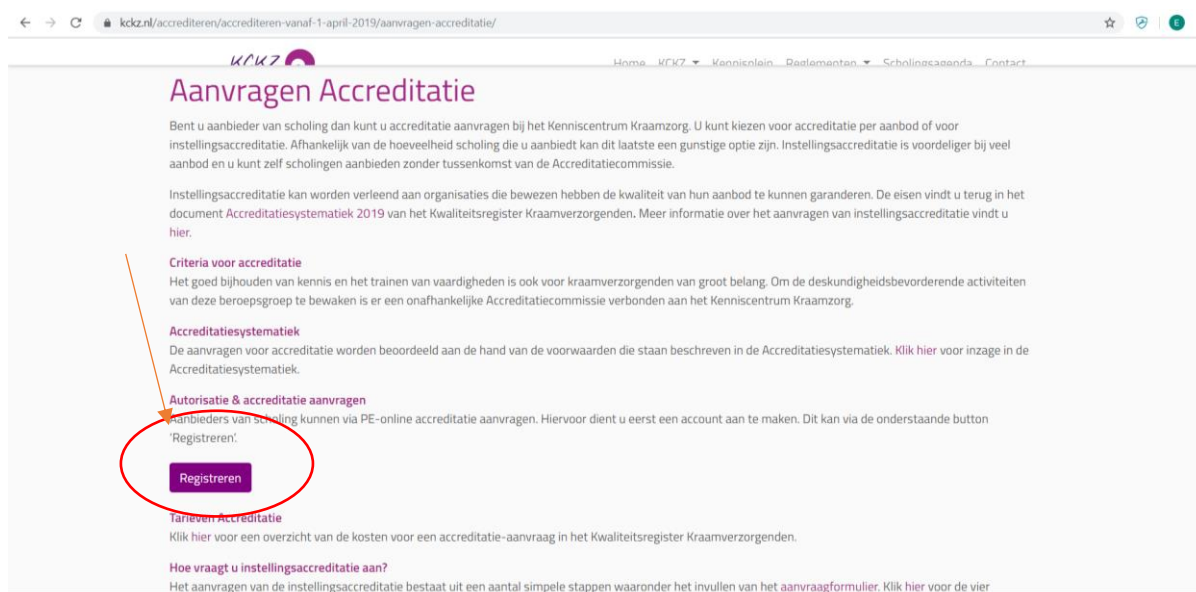 kckz.nl/accrediteren/accrediteren-vanaf-1-april-2019/aanvragen-accreditatie/
E
KCKZ
Home KCKZ Kennisplein Reglementen Scholingsagenda Contact
Aanvragen Accreditatie
Bent u aanbieder van scholing dan kunt u accreditatie aanvragen bij het Kenniscentrum Kraamzorg. U kunt kiezen voor accreditatie per aanbod of voor
instellingsaccreditatie. Afhankelijk van de hoeveelheid scholing die u aanbiedt kan dit laatste een gunstige optie zijn. Instellingsaccreditatie is voordeliger bij veel
aanbod en u kunt zelf scholingen aanbieden zonder tussenkomst van de Accreditatiecommissie.
Instellingsaccreditatie kan worden verleend aan organisaties die bewezen hebben de kwaliteit van hun aanbod te kunnen garanderen. De eisen vindt u terug in het
document Accreditatiesystematiek 2019 van het Kwaliteitsregister Kraamverzorgenden. Meer informatie over het aanvragen van instellingsaccreditatie vindt u
hier.
Criteria voor accreditatie
Het goed bijhouden van kennis en het trainen van vaardigheden is ook voor kraamverzorgenden van groot belang. Om de deskundigheidsbevorderende activiteiten
van deze beroepsgroep te bewaken is er een onafhankelijke Accreditatiecommissie verbonden aan het Kenniscentrum Kraamzorg.
Accreditatiesystematiek
De aanvragen voor accreditatie worden beoordeeld aan de hand van de voorwaarden die staan beschreven in de Accreditatiesystematiek. Klik hier voor inzage in de
Accreditatiesystematiek.
Autorisatie & accreditatie aanvragen
Aanbieders van scholing kunnen via PE-online accreditatie aanvragen. Hiervoor dient u eerst een account aan te maken. Dit kan via de onderstaande button
'Registreren'.
Registreren
Tarieven Accreditatie
Klik hier voor een overzicht van de kosten voor een accreditatie-aanvraag in het Kwaliteitsregister Kraamverzorgenden.
Hoe vraagt u instellingsaccreditatie aan?
Het aanvragen van de instellingsaccreditatie bestaat uit een aantal simpele stappen waaronder het invullen van het aanvraagformulier. Klik hier voor de vier